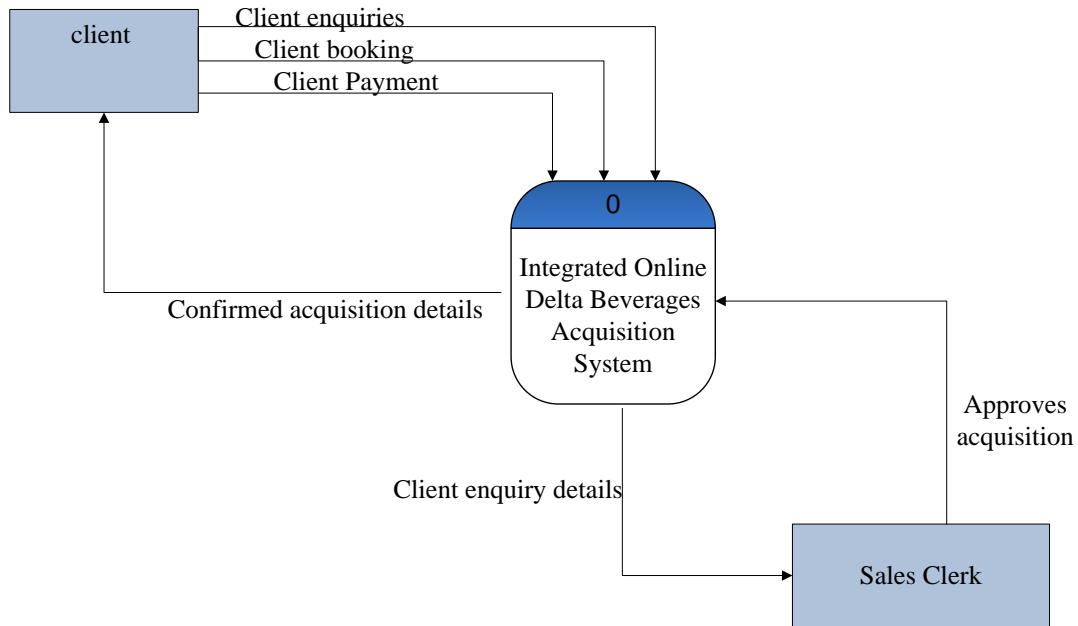 Client enquiries
client
Client booking
Client Payment
0
Integrated Online
Delta Beverages
Acquisition
System
Confirmed acquisition details
Approves
acquisition
Client enquiry details
Sales Clerk